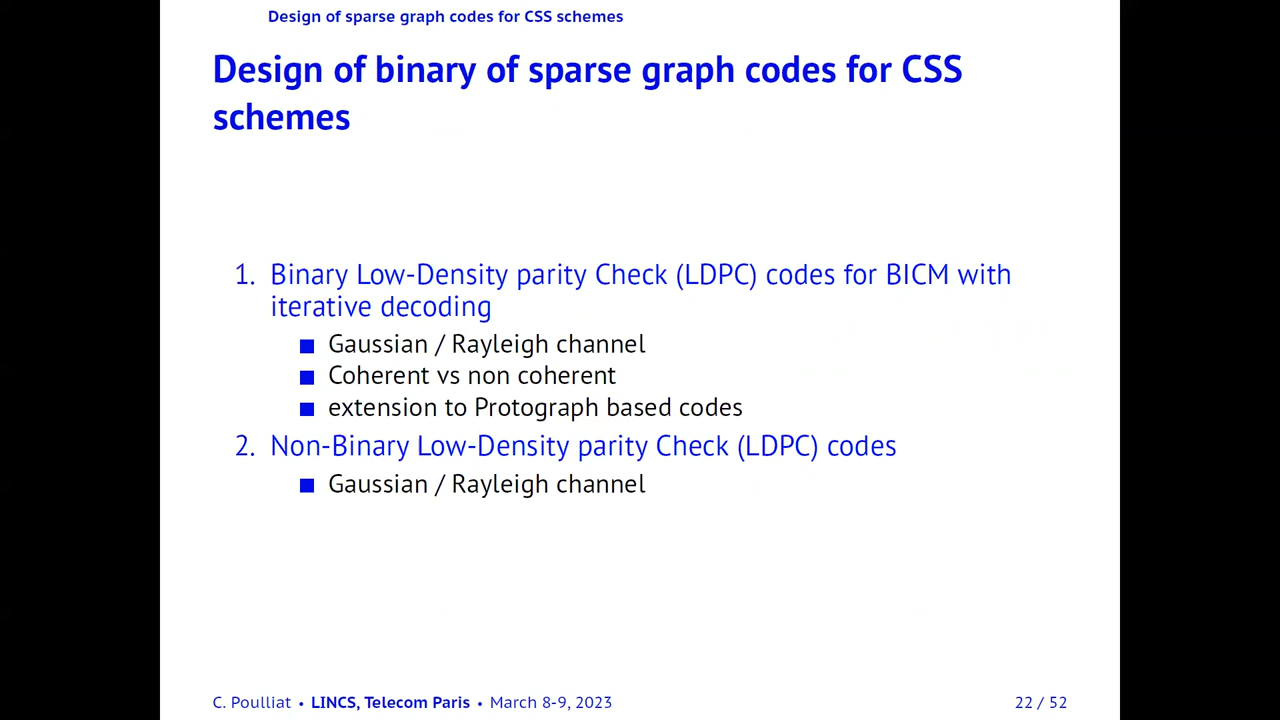 Design of sparse graph codes for CSS schemes
Design of binary of sparse graph codes for CSS
schemes
1. Binary Low-Density parity Check (LDPC) codes for BICM with
iterative decoding
■ Gaussian / Rayleigh channel
■ Coherent vs non coherent
■ extension to Protograph based codes
2. Non-Binary Low-Density parity Check (LDPC) codes
■ Gaussian / Rayleigh channel
C. Poulliat • LINCS, Telecom Paris • March 8-9, 2023 22 / 52